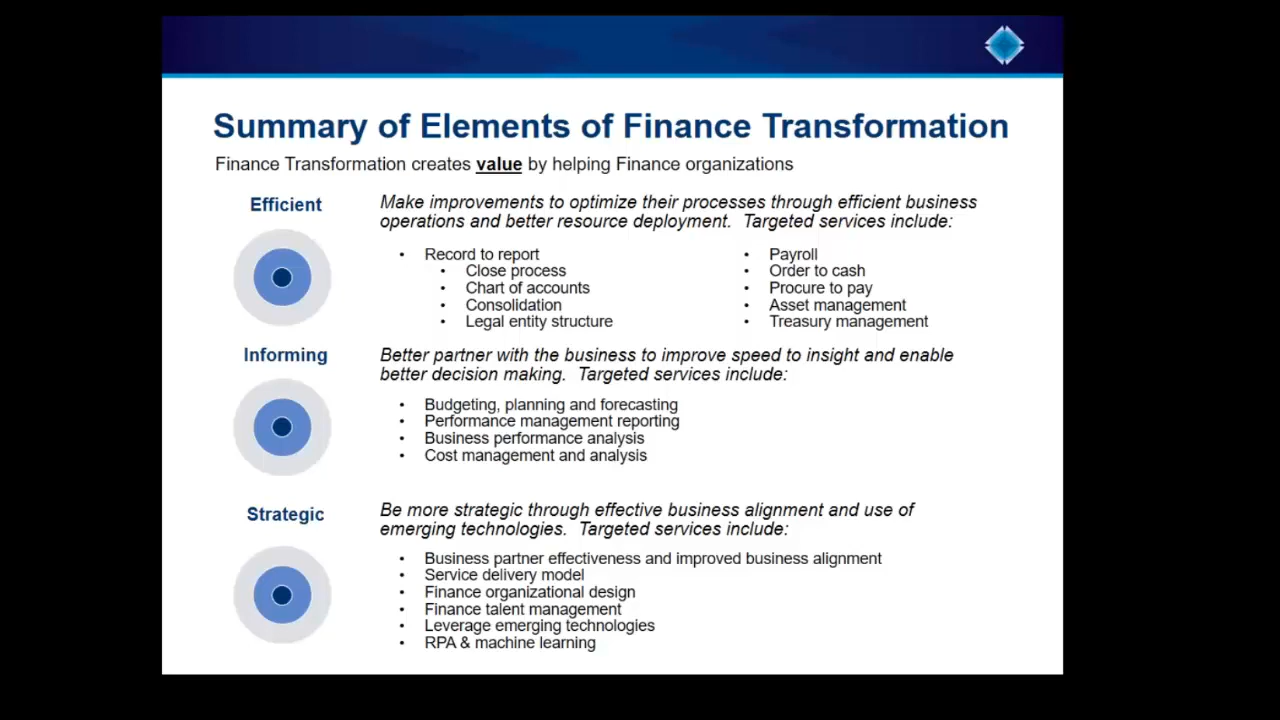 Summary of Elements of Finance Transformation
Finance Transformation creates value by helping Finance organizations
Efficient
Make improvements to optimize their processes through efficient business
operations and better resource deployment. Targeted services include:
• Record to report
• Close process
• Chart of accounts
• Consolidation
• Legal entity structure
• Payroll
• Order to cash
• Procure to pay
• Asset management
• Treasury management
Informing
Better partner with the business to improve speed to insight and enable
better decision making. Targeted services include:
• Budgeting, planning and forecasting
• Performance management reporting
• Business performance analysis
• Cost management and analysis
Strategic
Be more strategic through effective business alignment and use of
emerging technologies. Targeted services include:
• Business partner effectiveness and improved business alignment
• Service delivery model
• Finance organizational design
• Finance talent management
• Leverage emerging technologies
• RPA & machine learning